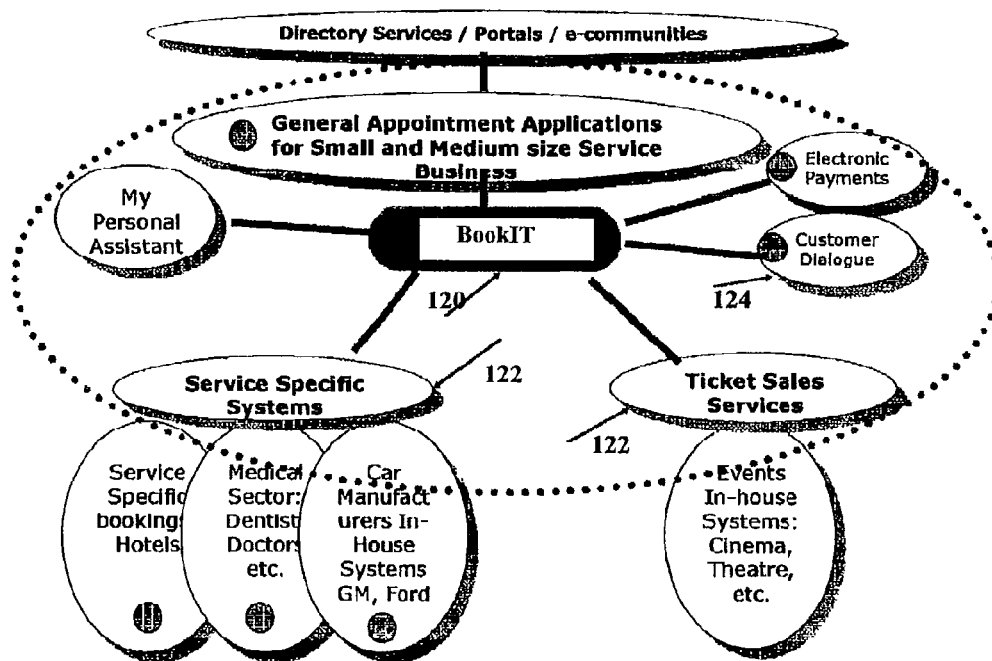 Directory Services / Portals / e-communities
General Appointment Applications
for Small and Medium size Service
Business
Electronic
Payments
My
Personal
Assistant
BookIT
Customer
Dialogue
120
124
122
Service Specific
Systems
Ticket Sales
Services
122
Service
Specific
bookings
Hotels
Medical
Sector:
Dentist
Doctors
etc.
Car
Manufact
urers In-
House
Systems
GM, Ford
Events
In-house
Systems:
Cinema,
Theatre,
etc.